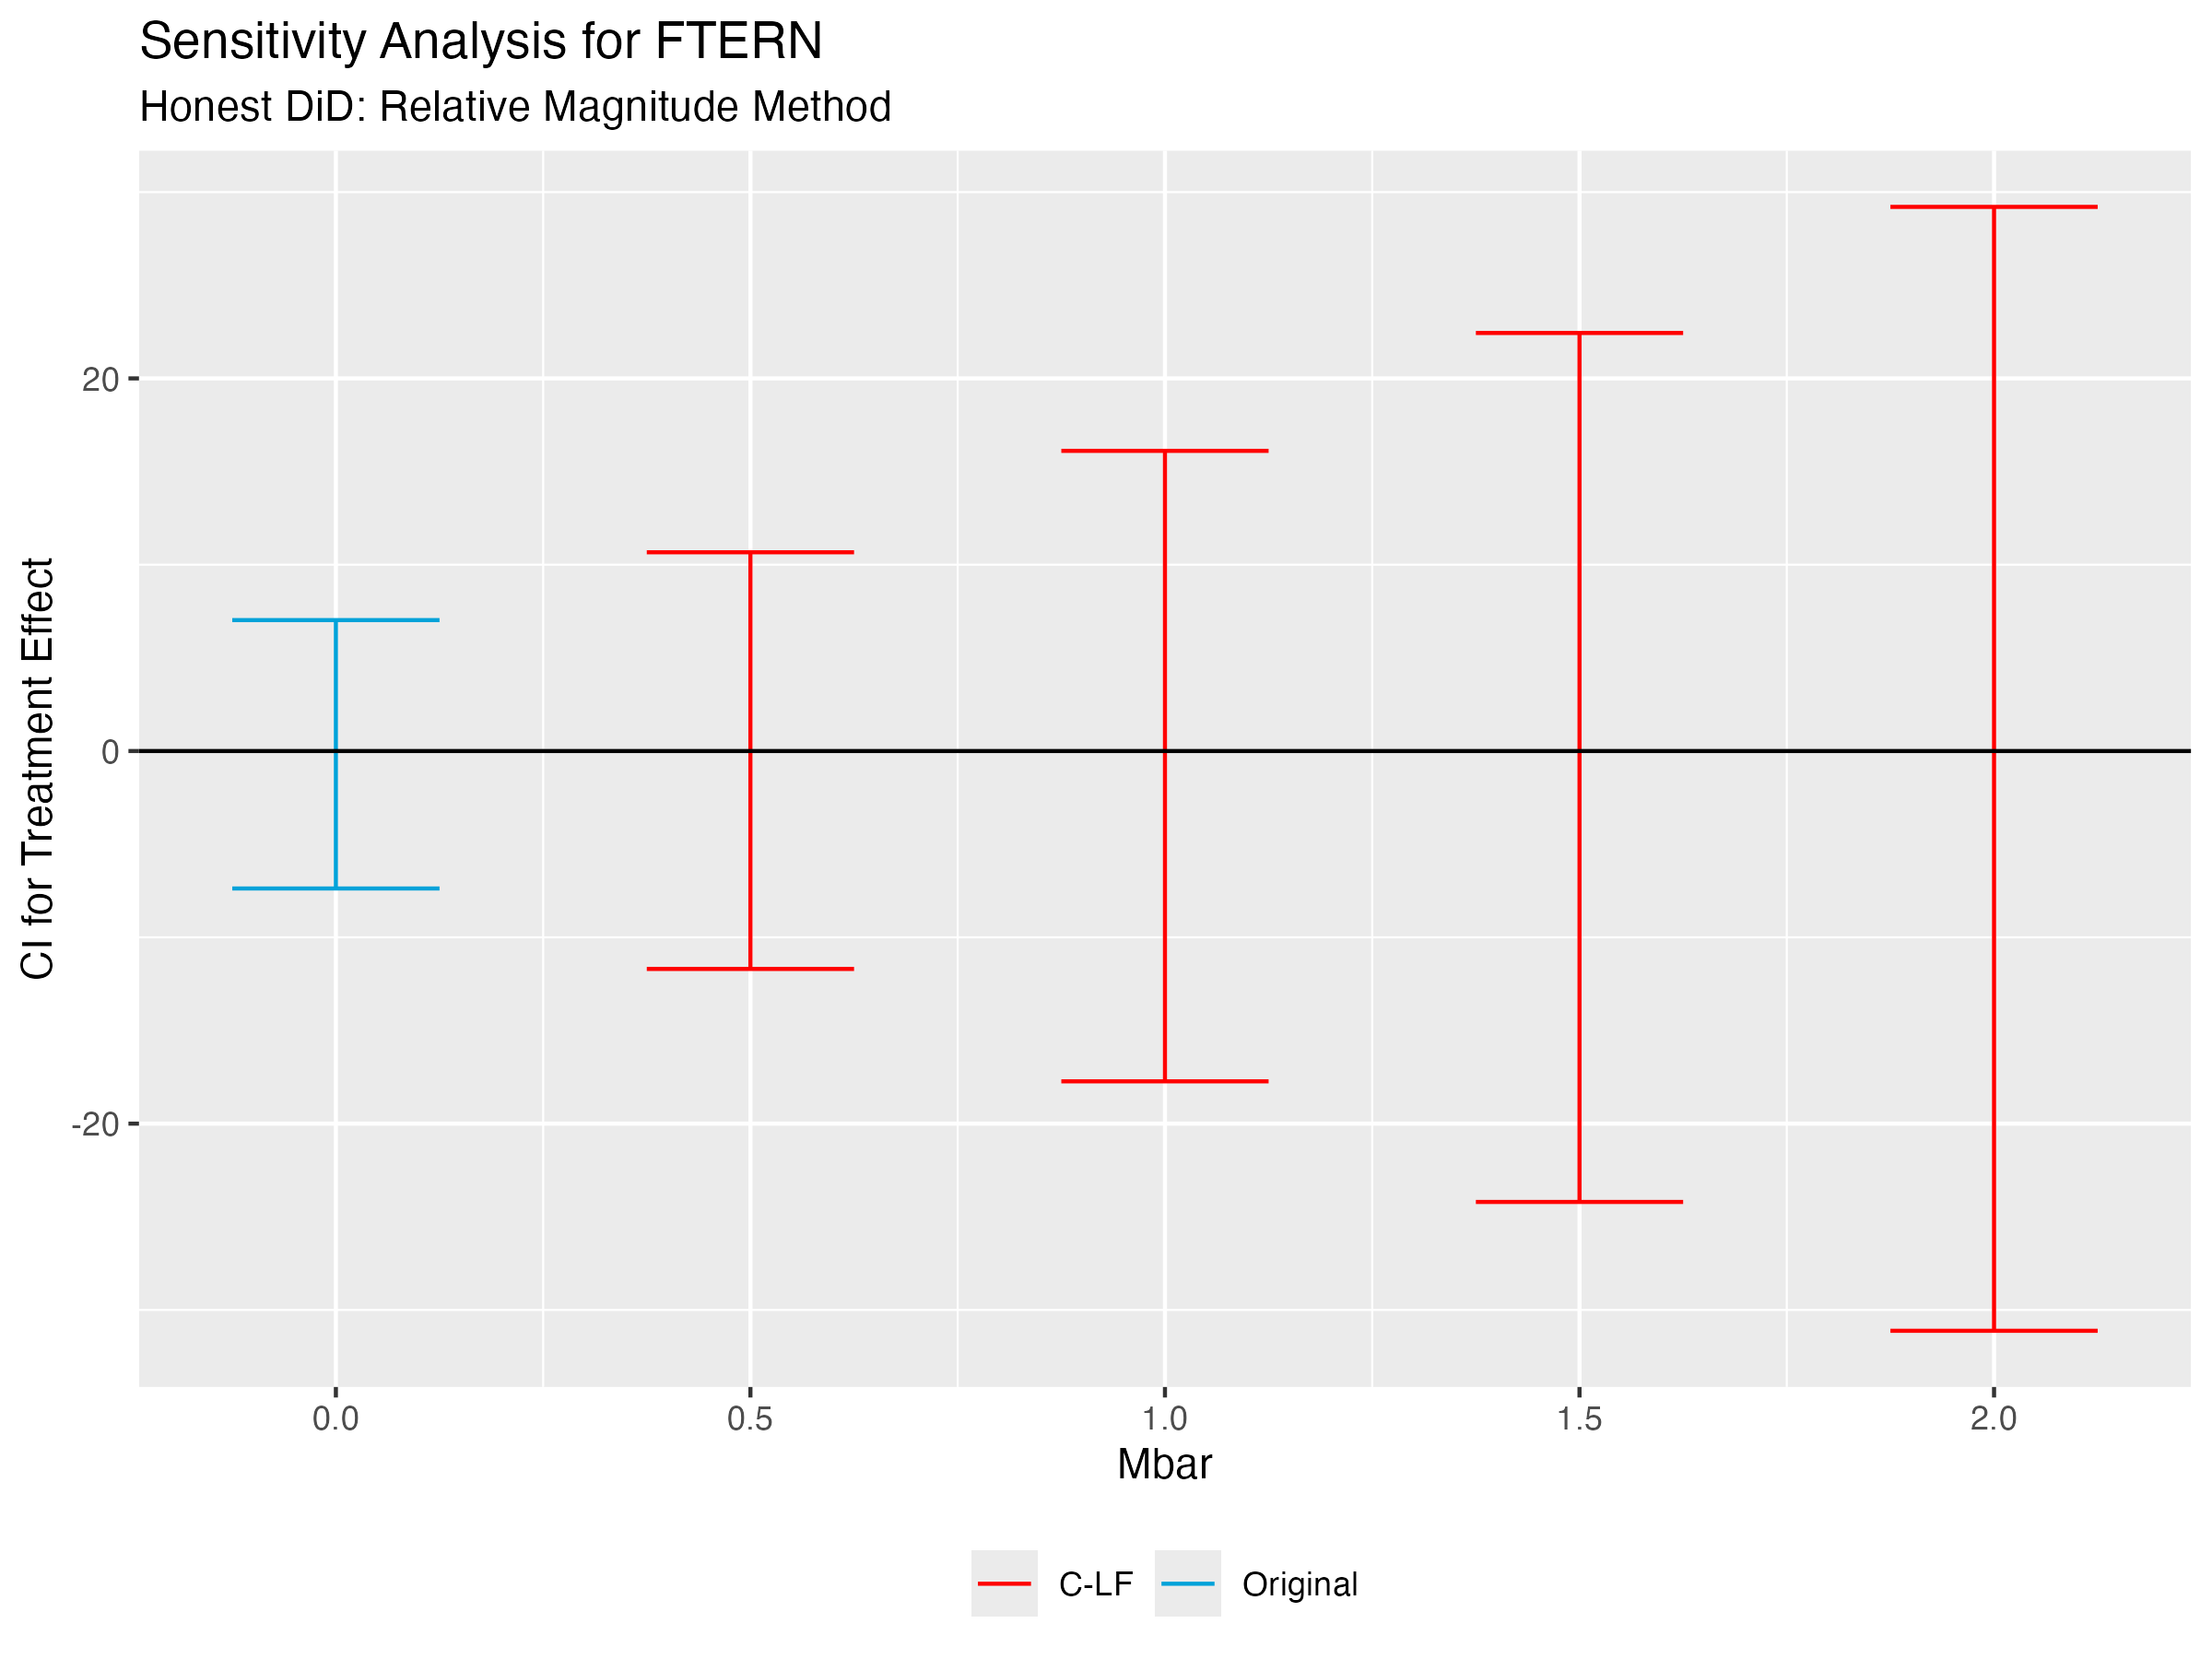 Sensitivity Analysis for FTERN
Honest DiD: Relative Magnitude Method
CI for Treatment Effect
20
0
-20
0.0 0.5 1.0 1.5 2.0
Mbar
C-LF Original